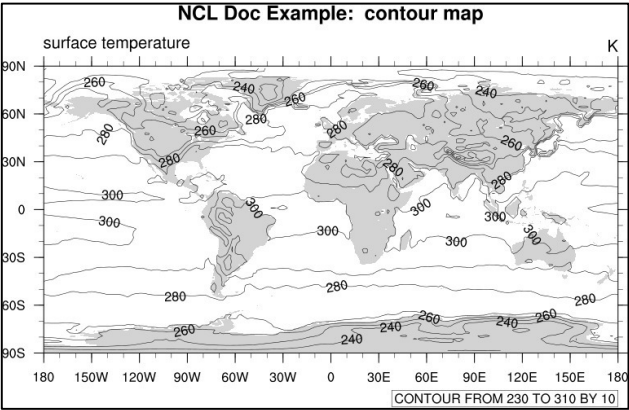 NCL Doc Example:  contour map
surface temperature K
90N
260 240 260 240
260
60N
280 260 280 280 260
280 280 280
30N
300 300 300
0
300 300 300 300
30S
280 280 280
60S
260 260 240 260
240
90S
180 150W 120W 90W 60W 30W 0 30E 60E 90E 120E 150E 180
CONTOUR FROM 230 TO 310 BY 10